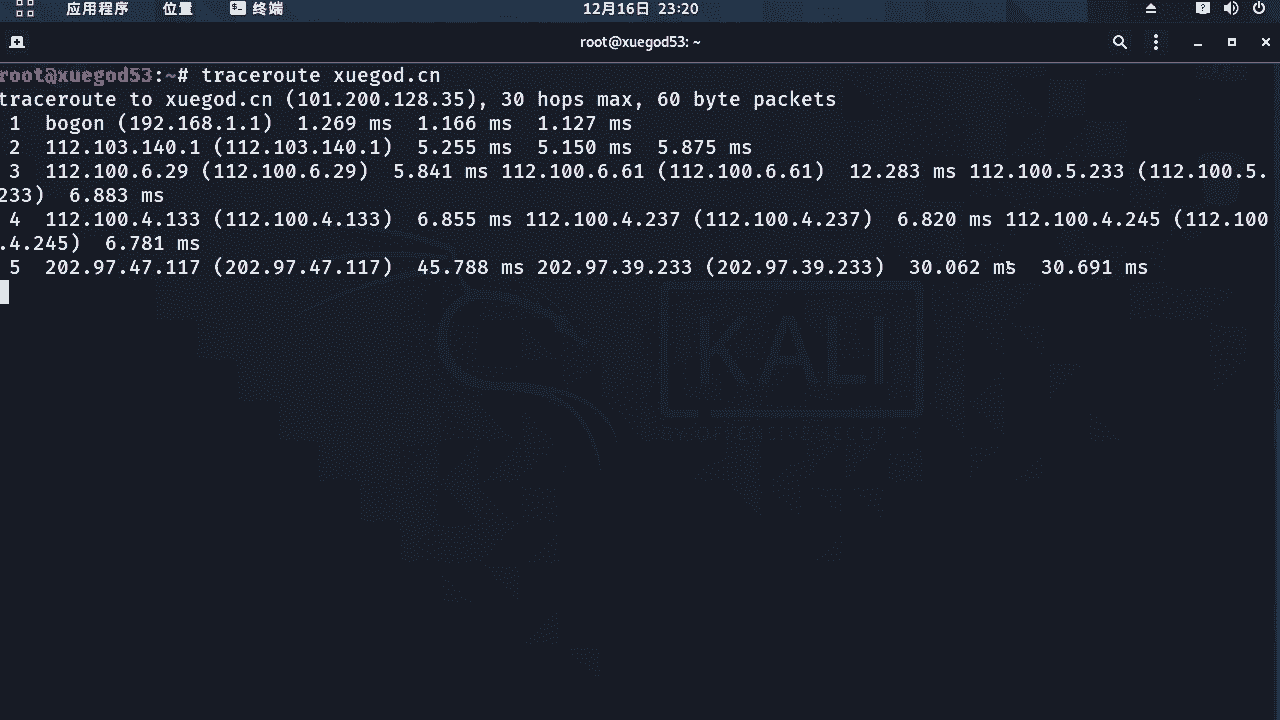 应用程序 位置 终端 12月16日 23:20
root@xuegod53: ~
root@xuegod53:~# traceroute xuegod.cn
traceroute to xuegod.cn (101.200.128.35), 30 hops max, 60 byte packets
1 bogon (192.168.1.1) 1.269 ms 1.166 ms 1.127 ms
2 112.103.140.1 (112.103.140.1) 5.255 ms 5.150 ms 5.875 ms
3 112.100.6.29 (112.100.6.29) 5.841 ms 112.100.6.61 (112.100.6.61) 12.283 ms 112.100.5.233 (112.100.5.
233) 6.883 ms
4 112.100.4.133 (112.100.4.133) 6.855 ms 112.100.4.237 (112.100.4.237) 6.820 ms 112.100.4.245 (112.100
.4.245) 6.781 ms
5 202.97.47.117 (202.97.47.117) 45.788 ms 202.97.39.233 (202.97.39.233) 30.062 ms 30.691 ms
KALI
BY OFFENSIVE SECURITY